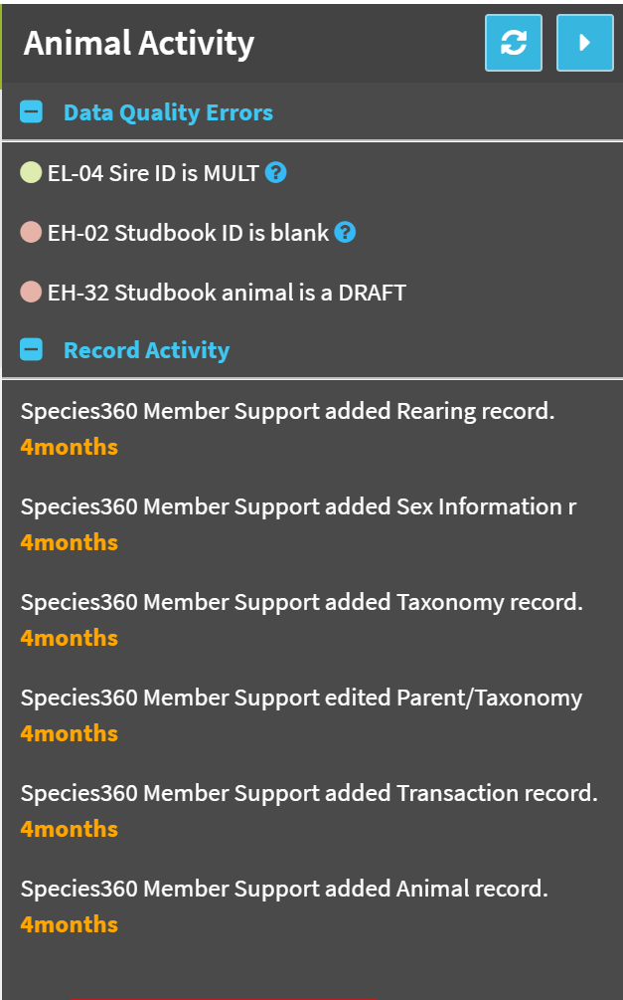 Animal Activity
Data Quality Errors
EL-04 Sire ID is MULT ?
EH-02 Studbook ID is blank ?
EH-32 Studbook animal is a DRAFT
Record Activity
Species360 Member Support added Rearing record.
4months
Species360 Member Support added Sex Information r
4months
Species360 Member Support added Taxonomy record.
4months
Species360 Member Support edited Parent/Taxonomy
4months
Species360 Member Support added Transaction record.
4months
Species360 Member Support added Animal record.
4months